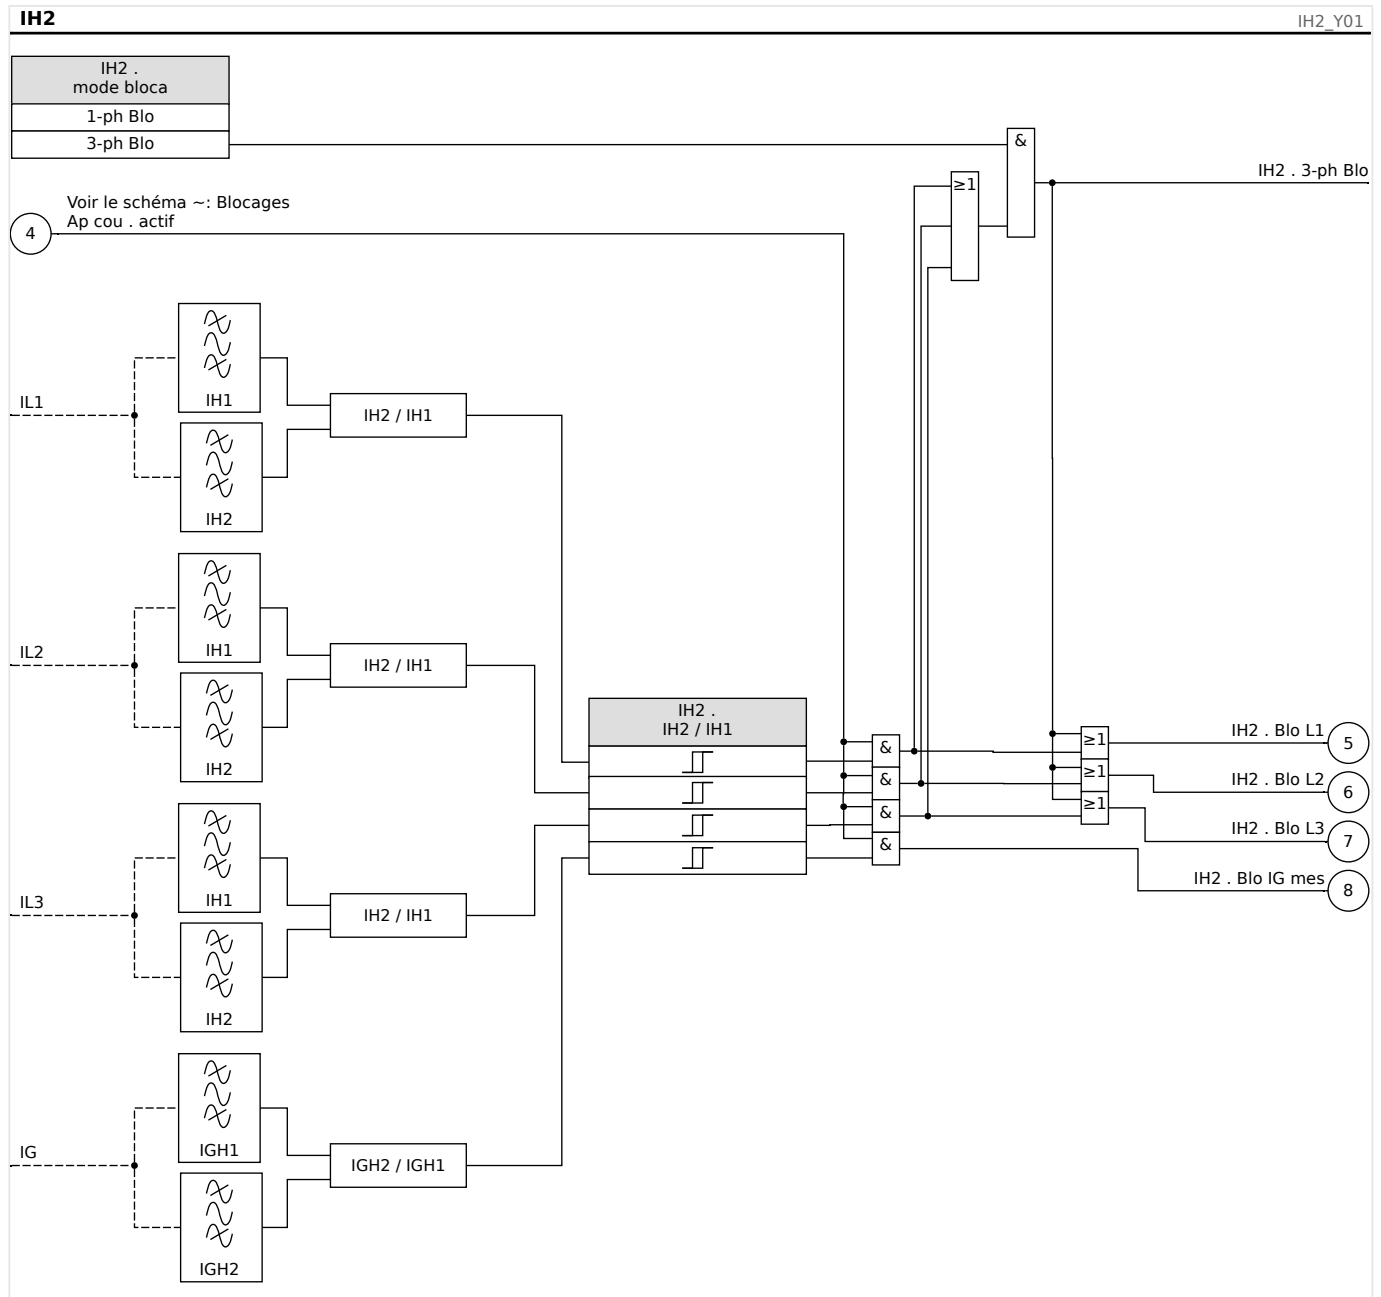 IH2
IH2_Y01
IH2 .
mode bloca
1-ph Blo
3-ph Blo
&
IH2 . 3-ph Blo
≥1
Voir le schéma ~: Blocages
Ap cou . actif
4
IL1
IH1
IH2 / IH1
IH2
IL2
IH1
IH2 / IH1
IH2
IH2 .
IH2 / IH1
&
&
&
&
≥1
≥1
≥1
IH2 . Blo L1
5
IH2 . Blo L2
6
IH2 . Blo L3
7
IH2 . Blo IG mes
8
IL3
IH1
IH2 / IH1
IH2
IG
IGH1
IGH2 / IGH1
IGH2